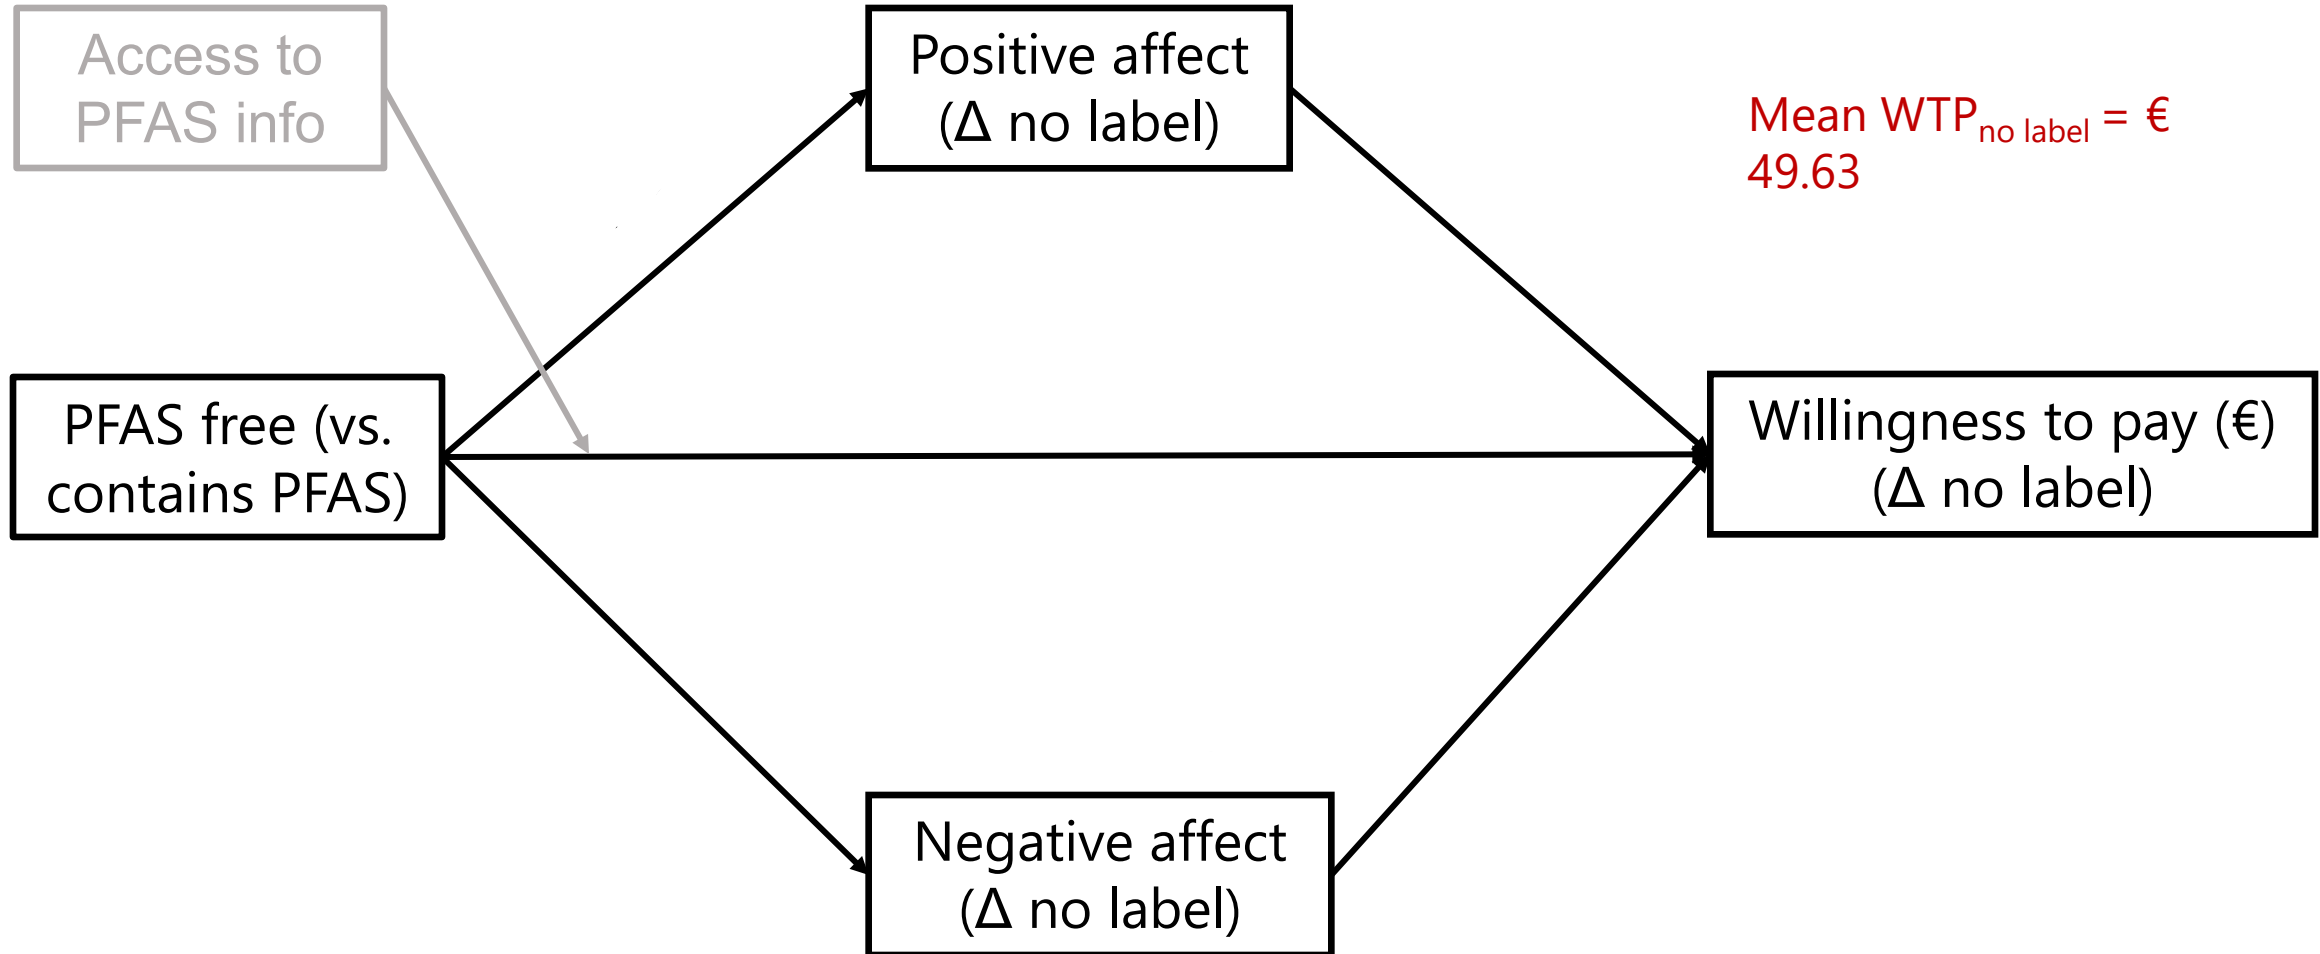 Access to
PFAS info
Positive affect
(Δ no label)
Mean WTPno label = €
49.63
PFAS free (vs.
contains PFAS)
Willingness to pay (€)
(Δ no label)
Negative affect
(Δ no label)